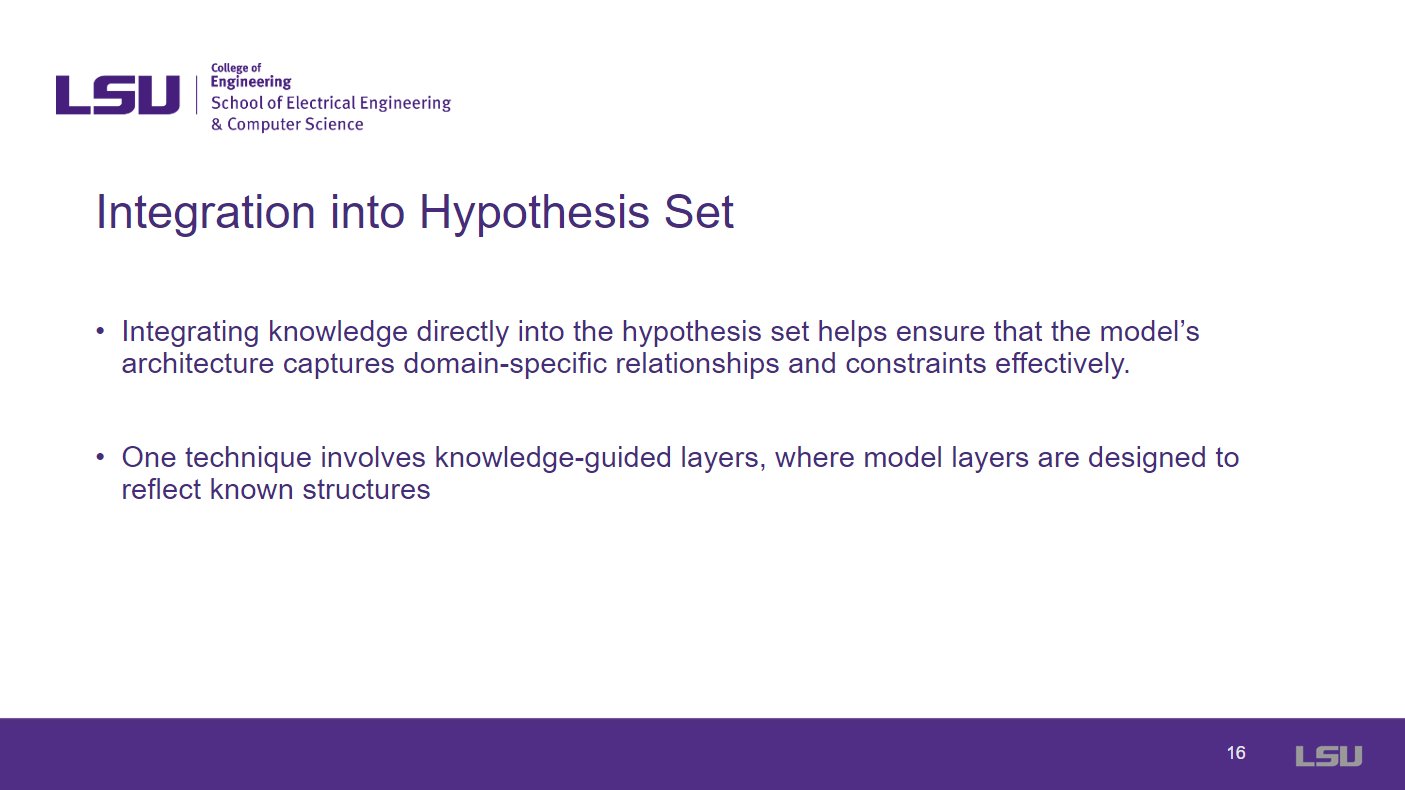 LSU
College of
Engineering
School of Electrical Engineering
& Computer Science
Integration into Hypothesis Set
• Integrating knowledge directly into the hypothesis set helps ensure that the model’s
architecture captures domain-specific relationships and constraints effectively.
• One technique involves knowledge-guided layers, where model layers are designed to
reflect known structures
16
LSU